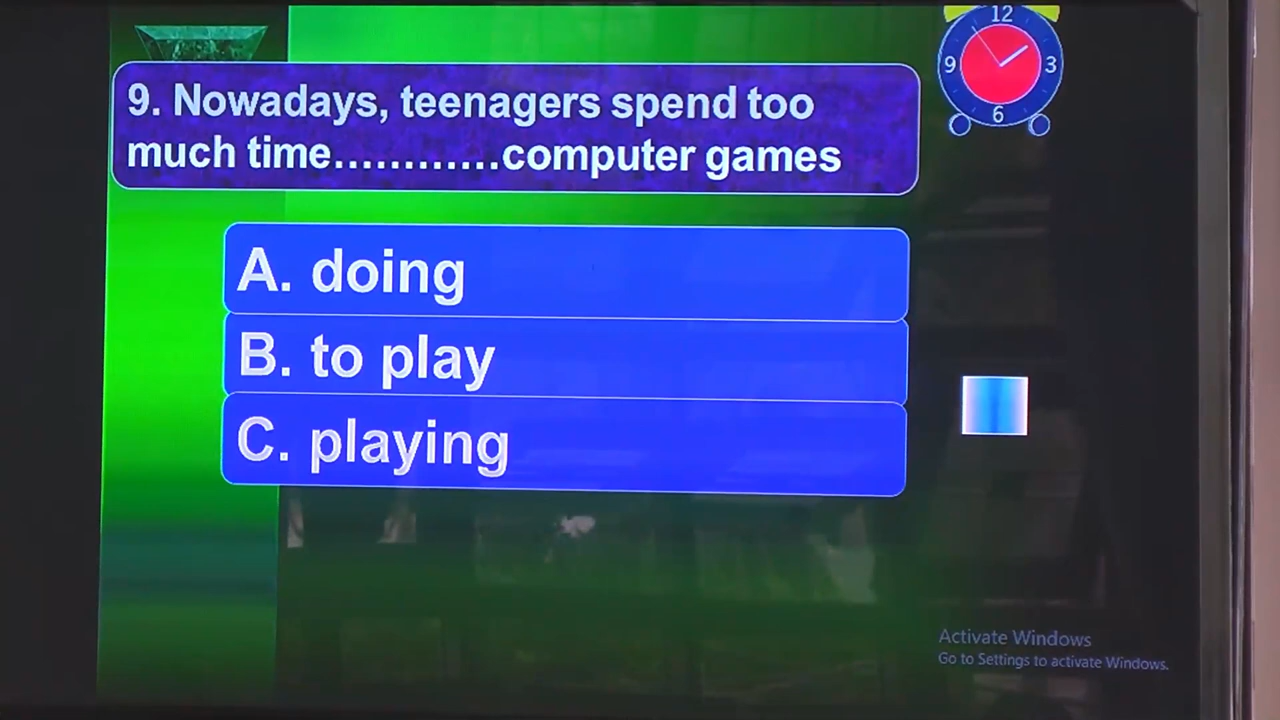 12
9
3
6
9. Nowadays, teenagers spend too
much time…………computer games
A. doing
B. to play
C. playing
Activate Windows
Go to Settings to activate Windows.